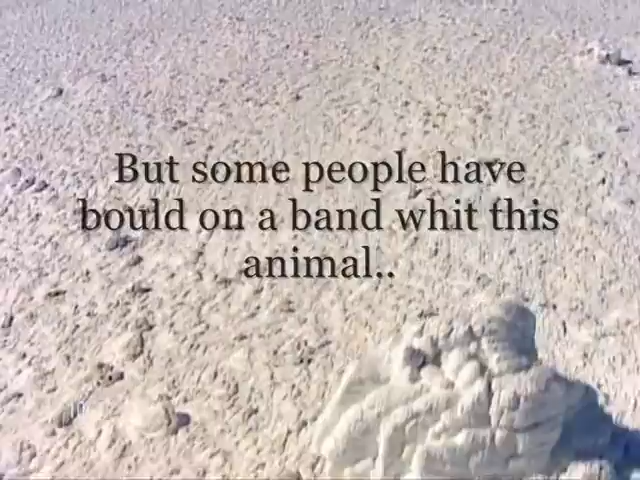 But some people have
bould on a band whit this
animal..